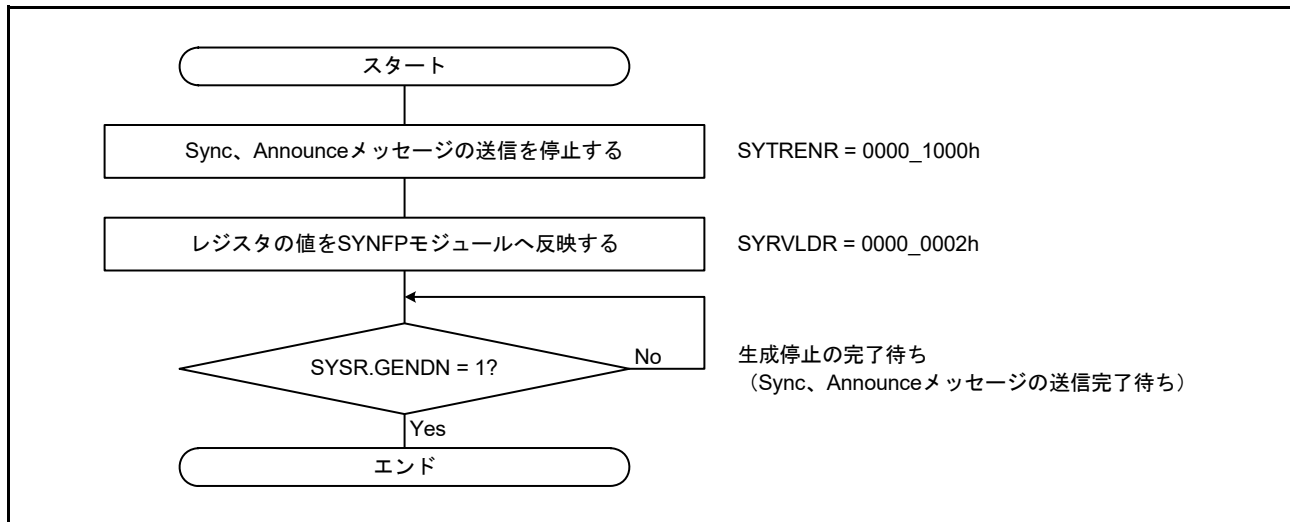 スタート
Sync、Announceメッセージの送信を停止する
SYTRENR = 0000_1000h
レジスタの値をSYNFPモジュールへ反映する
SYRVLDR = 0000_0002h
SYSR.GENDN = 1?
No
生成停止の完了待ち
（Sync、Announceメッセージの送信完了待ち）
Yes
エンド